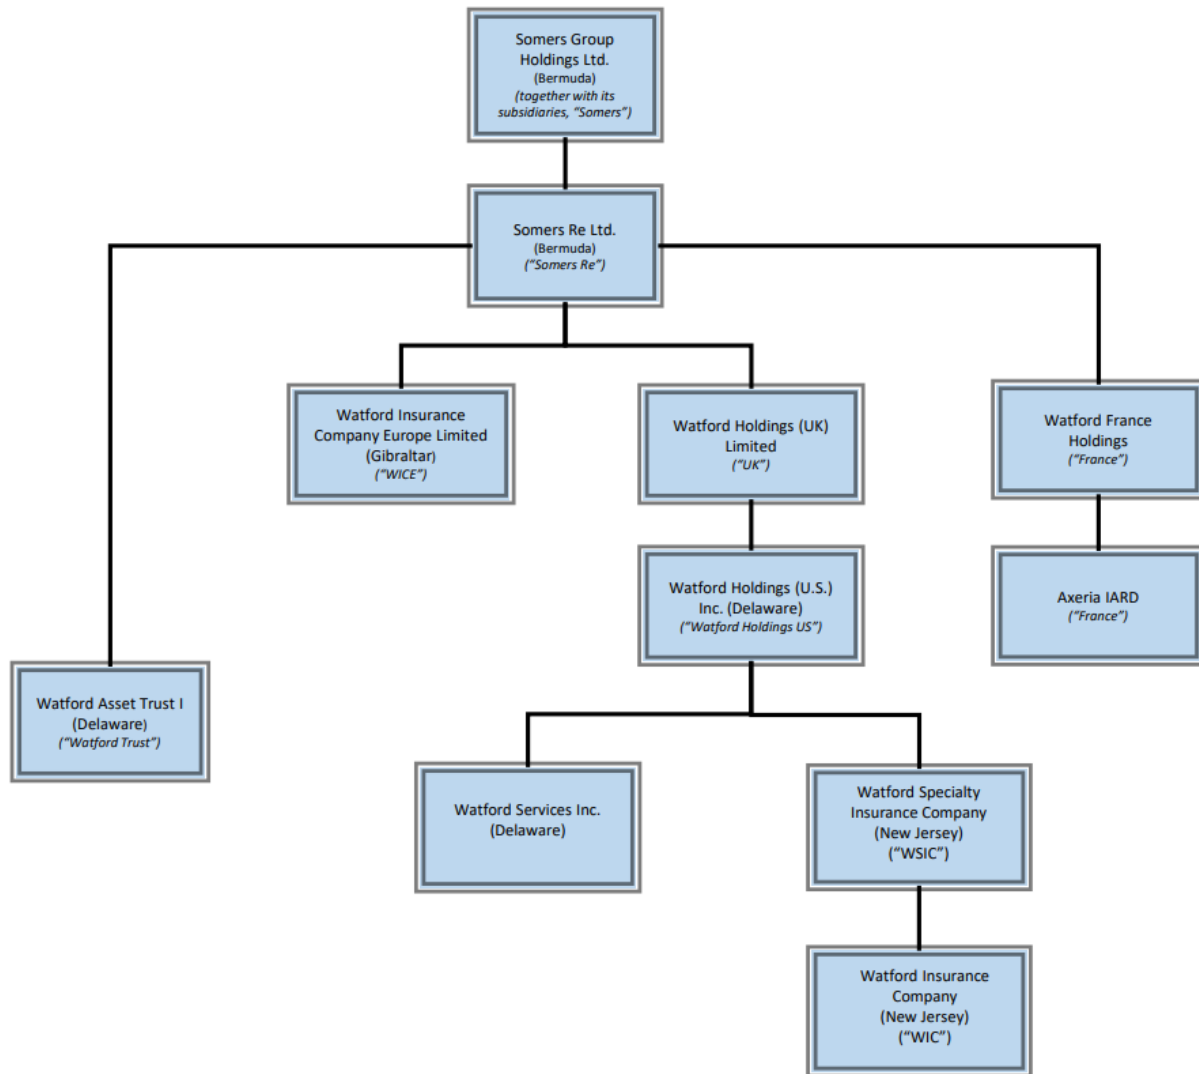 Somers Group
Holdings Ltd.
(Bermuda)
(together with its
subsidiaries, “Somers”)
Somers Re Ltd.
(Bermuda)
(“Somers Re”)
Watford Insurance
Company Europe Limited
(Gibraltar)
(“WICE”)
Watford Holdings (UK)
Limited
(“UK”)
Watford France
Holdings
(“France”)
Watford Holdings (U.S.)
Inc. (Delaware)
(“Watford Holdings US”)
Axeria IARD
(“France”)
Watford Asset Trust I
(Delaware)
(“Watford Trust”)
Watford Services Inc.
(Delaware)
Watford Specialty
Insurance Company
(New Jersey)
(“WSIC”)
Watford Insurance
Company
(New Jersey)
(“WIC”)